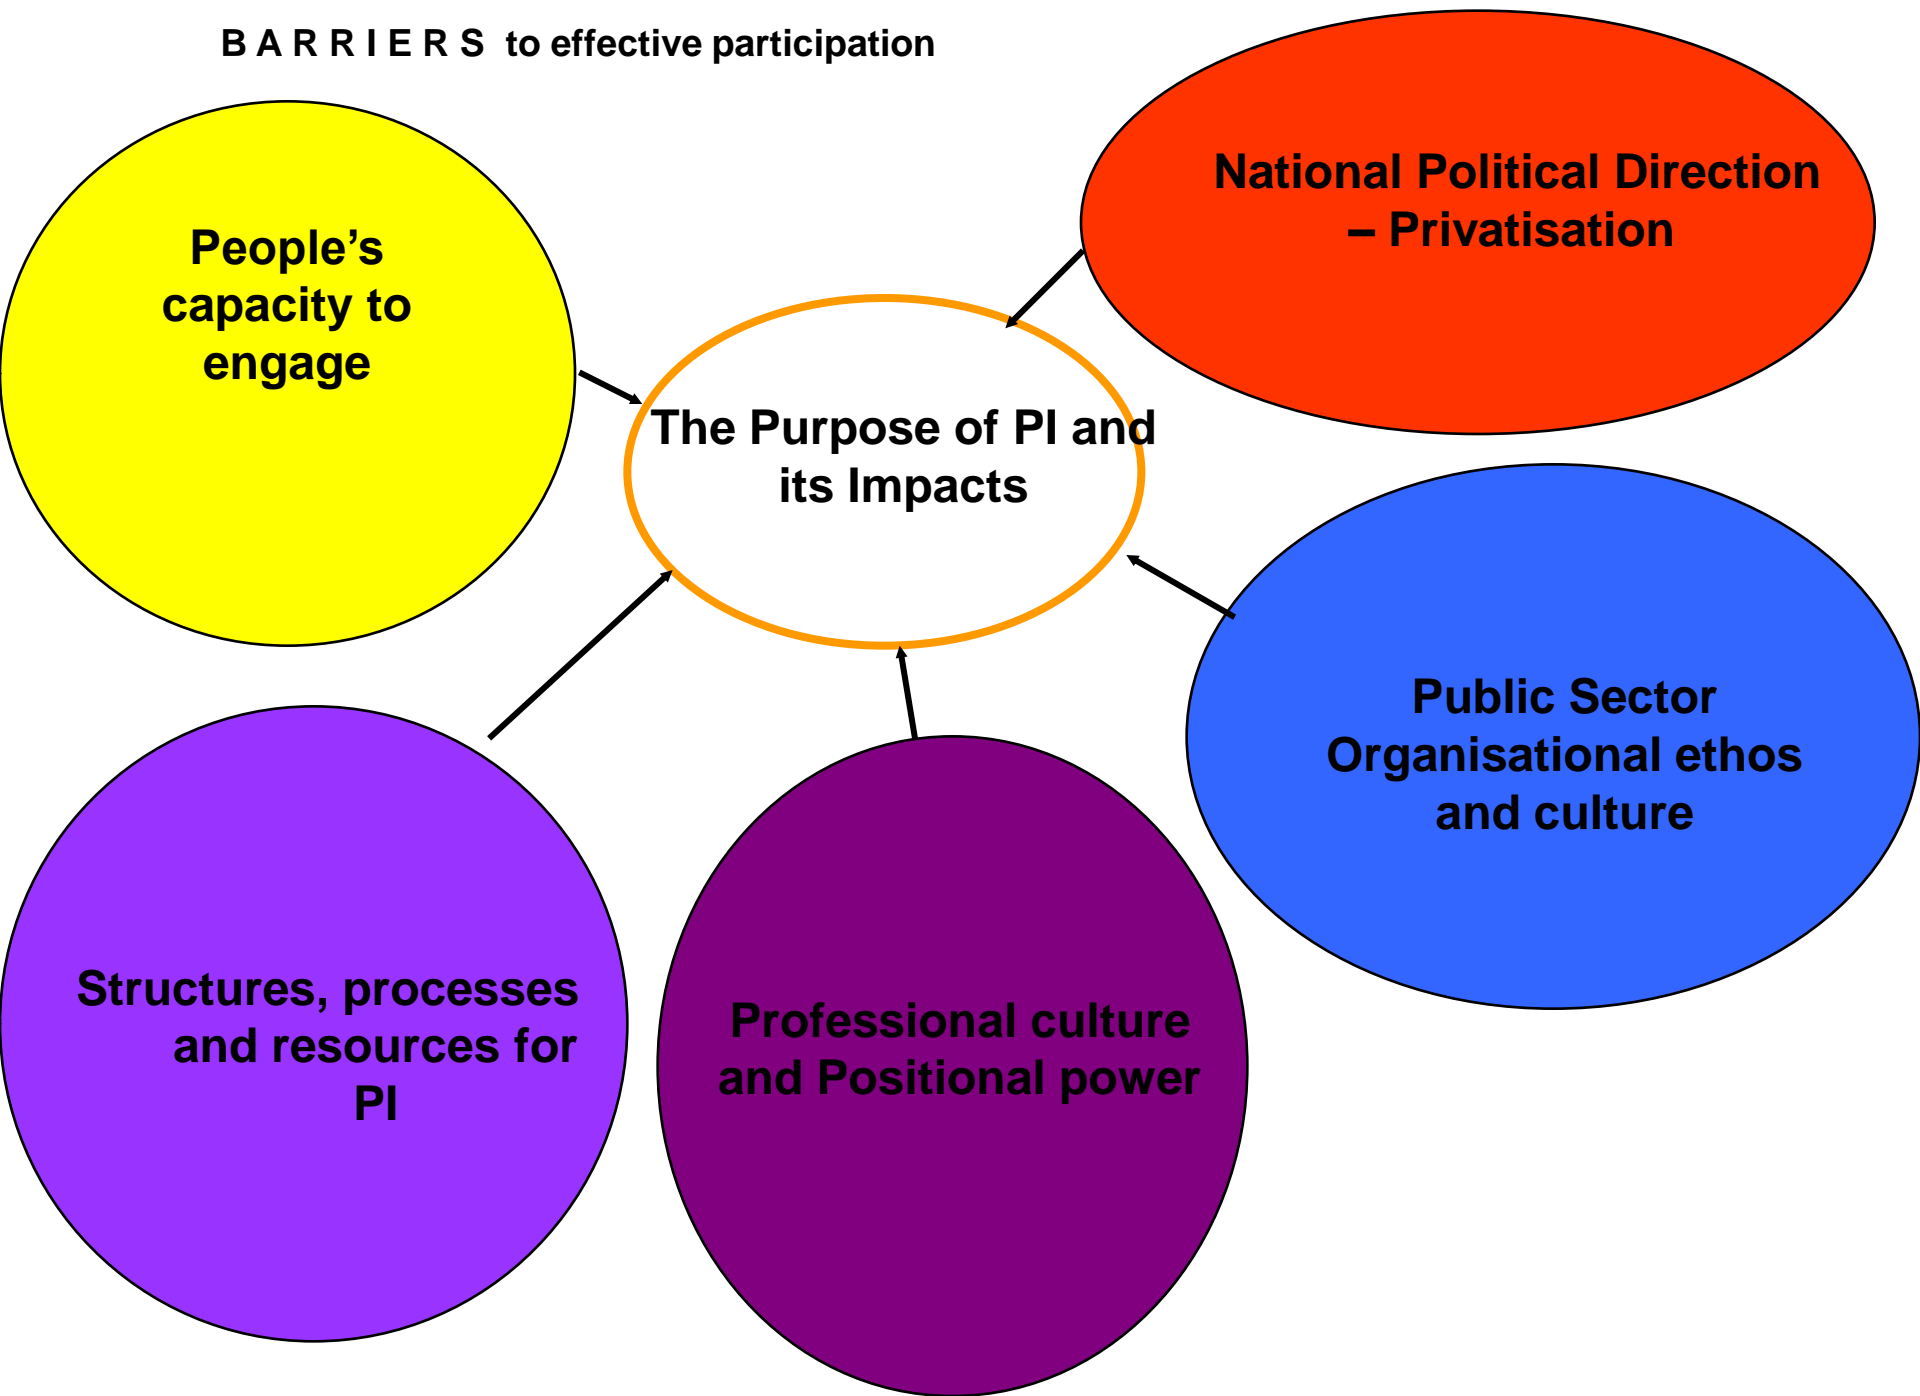 B A R R I E R S to effective participation
National Political Direction
– Privatisation
People’s
capacity to
engage
The Purpose of PI and
its Impacts
Public Sector
Organisational ethos
and culture
Structures, processes
and resources for
PI
Professional culture
and Positional power